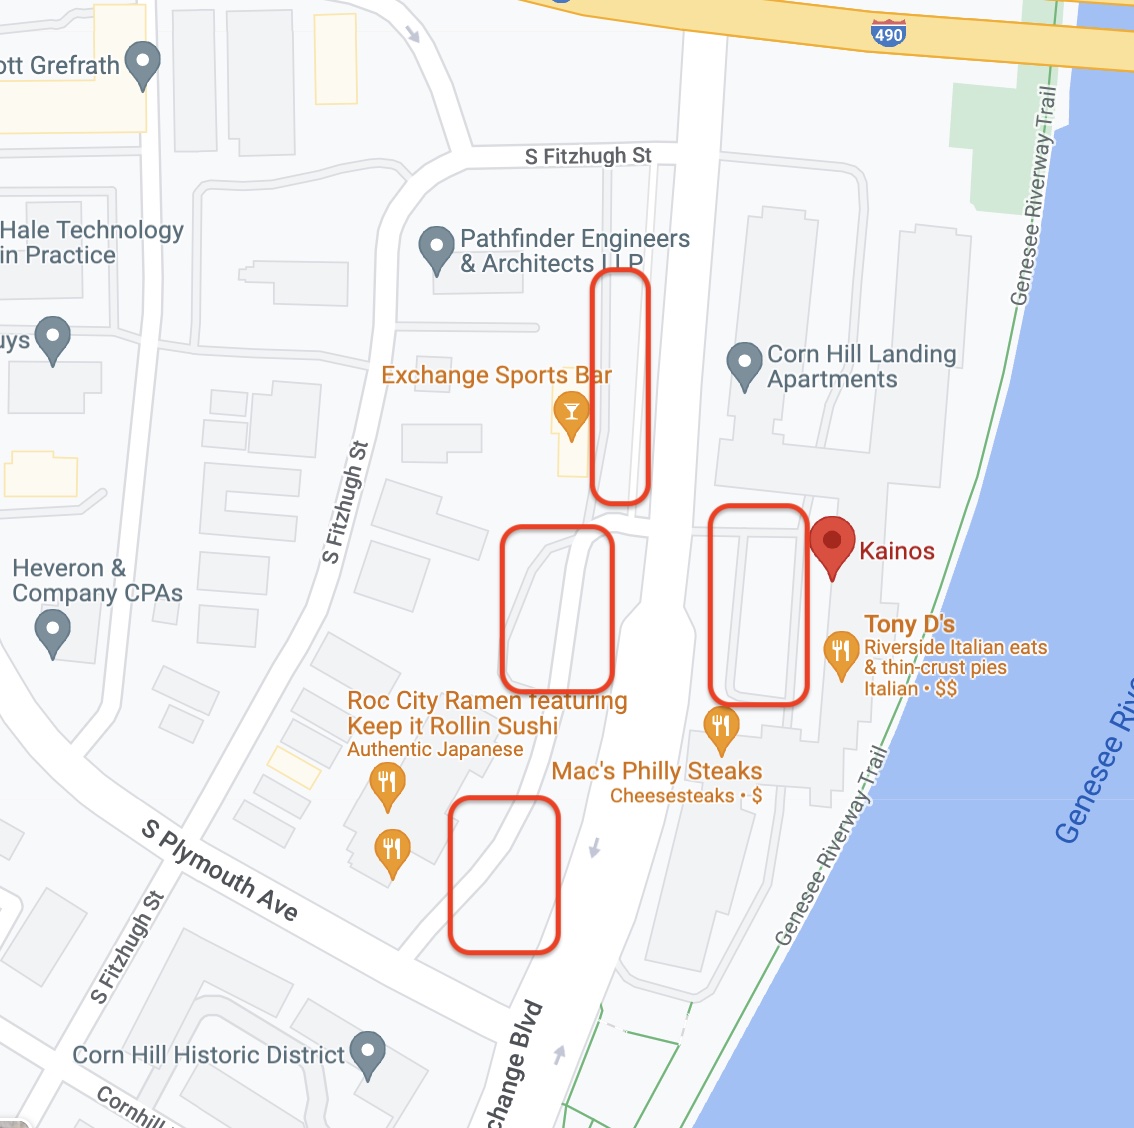 490
ott Grefrath
S Fitzhugh St
Genesee Riverway Trail
Hale Technology
in Practice
Pathfinder Engineers
& Architects LLP
uys
Corn Hill Landing
Apartments
Exchange Sports Bar
S Fitzhugh St
Kainos
Heveron &
Company CPAs
Tony D's
Riverside Italian eats
& thin-crust pies
Italian • $$
Roc City Ramen featuring
Keep it Rollin Sushi
Authentic Japanese
Mac's Philly Steaks
Cheesesteaks • $
Genesee Rive
S Plymouth Ave
Genesee Riverway Trail
S Fitzhugh St
change Blvd
Corn Hill Historic District
Cornhill